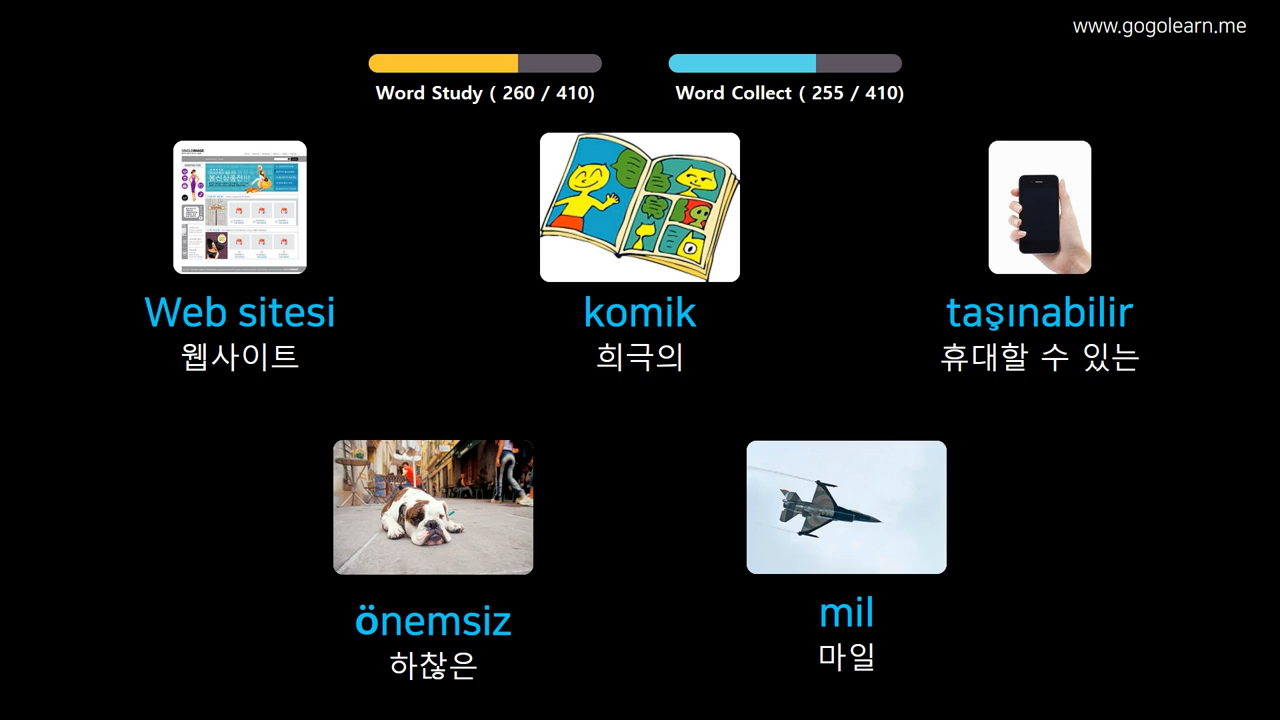 www.gogolearn.me
Word Study ( 260 / 410)
Word Collect ( 255 / 410)
Web sitesi
웹사이트
komik
희극의
taşınabilir
휴대할 수 있는
önemsiz
하찮은
mil
마일